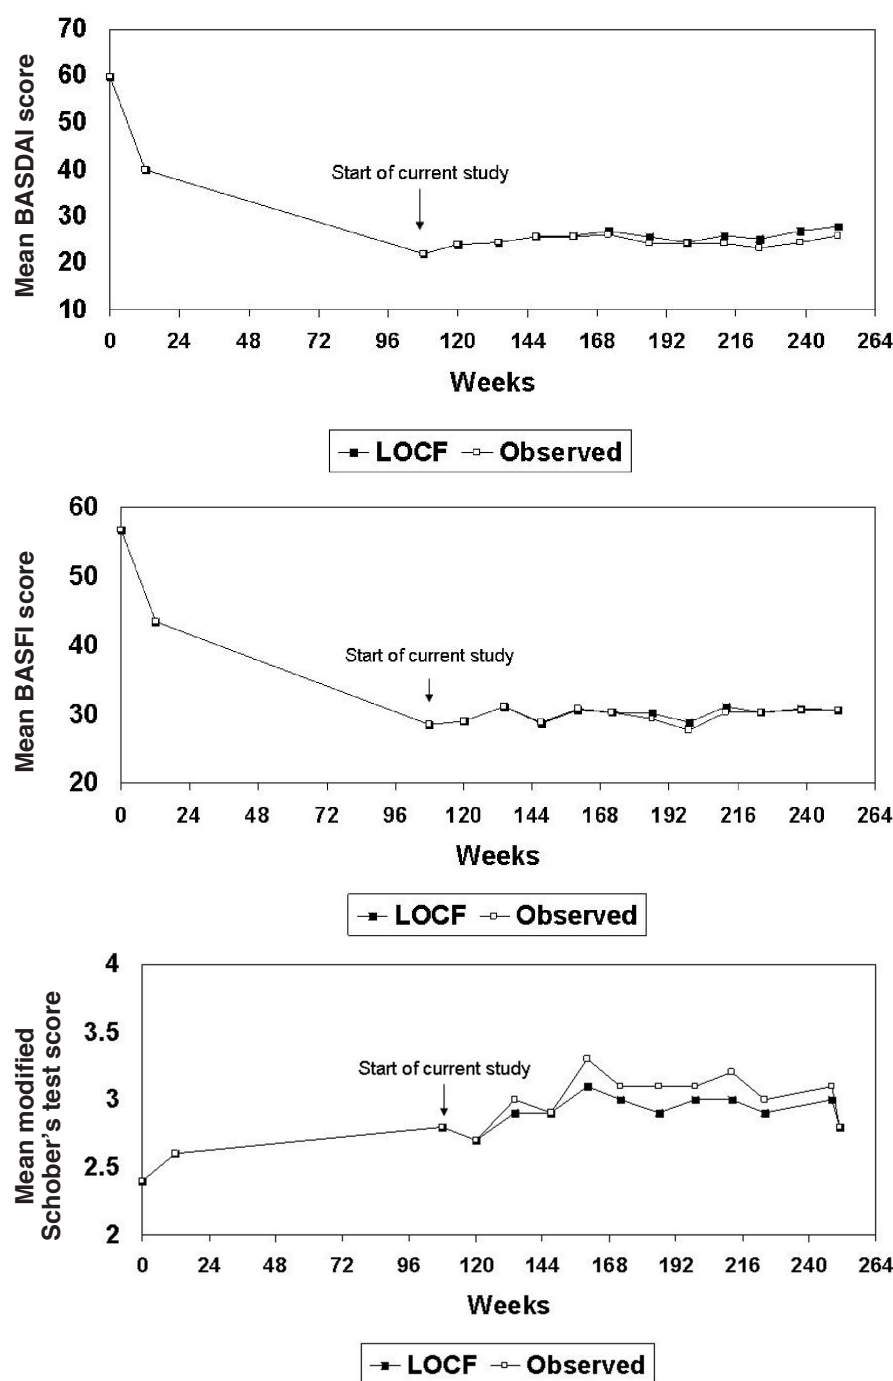 70
60
50
40
30
20
10
Mean BASDAI score
Start of current study
0 24 48 72 96 120 144 168 192 216 240 264
Weeks
LOCF Observed
60
50
40
30
20
Mean BASFI score
Start of current study
0 24 48 72 96 120 144 168 192 216 240 264
Weeks
LOCF Observed
4
3.5
3
2.5
2
Mean modified
Schober's test score
Start of current study
0 24 48 72 96 120 144 168 192 216 240 264
Weeks
LOCF Observed